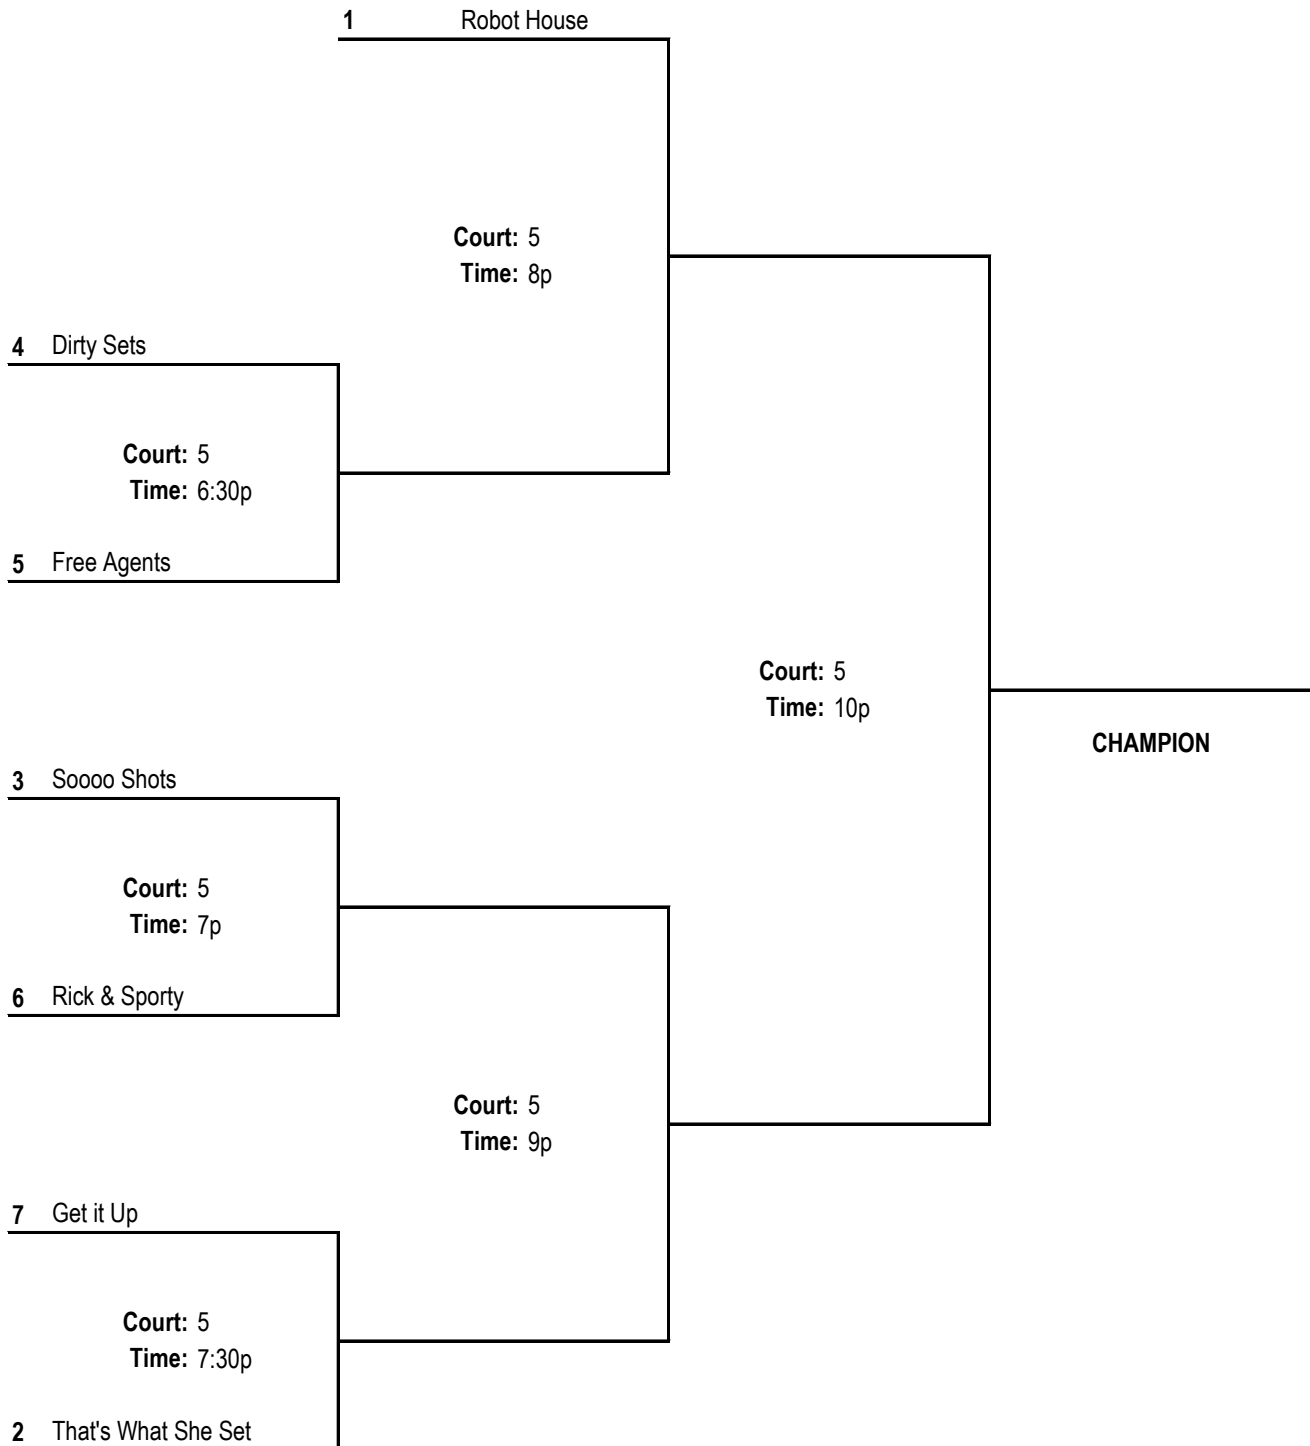 1 Robot House
Court: 5
Time: 8p
4 Dirty Sets
Court: 5
Time: 6:30p
5 Free Agents
Court: 5
Time: 10p
CHAMPION
3 Soooo Shots
Court: 5
Time: 7p
6 Rick & Sporty
Court: 5
Time: 9p
7 Get it Up
Court: 5
Time: 7:30p
2 That's What She Set